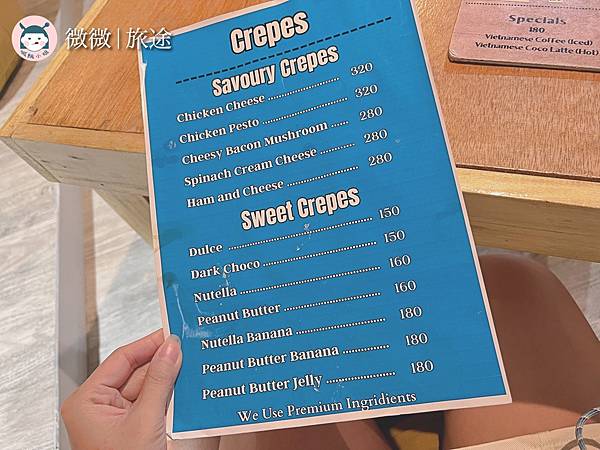 微微|旅途
Specials
180
Vietnamese Coffee (Iced)
Vietnamese Coco Latte (Hot)
Crepes
Savoury Crepes
Chicken Cheese ........................ 320
Chicken Pesto ............................ 320
Cheesy Bacon Mushroom ..... 280
Spinach Cream Cheese ........... 280
Ham and Cheese ....................... 280
Sweet Crepes
Dulce ............................................... 150
Dark Choco ..................................... 150
Nutella .............................................. 160
Peanut Butter ................................ 160
Nutella Banana ............................. 180
Peanut Butter Banana .............. 180
Peanut Butter Jelly ..................... 180
We Use Premium Ingridients